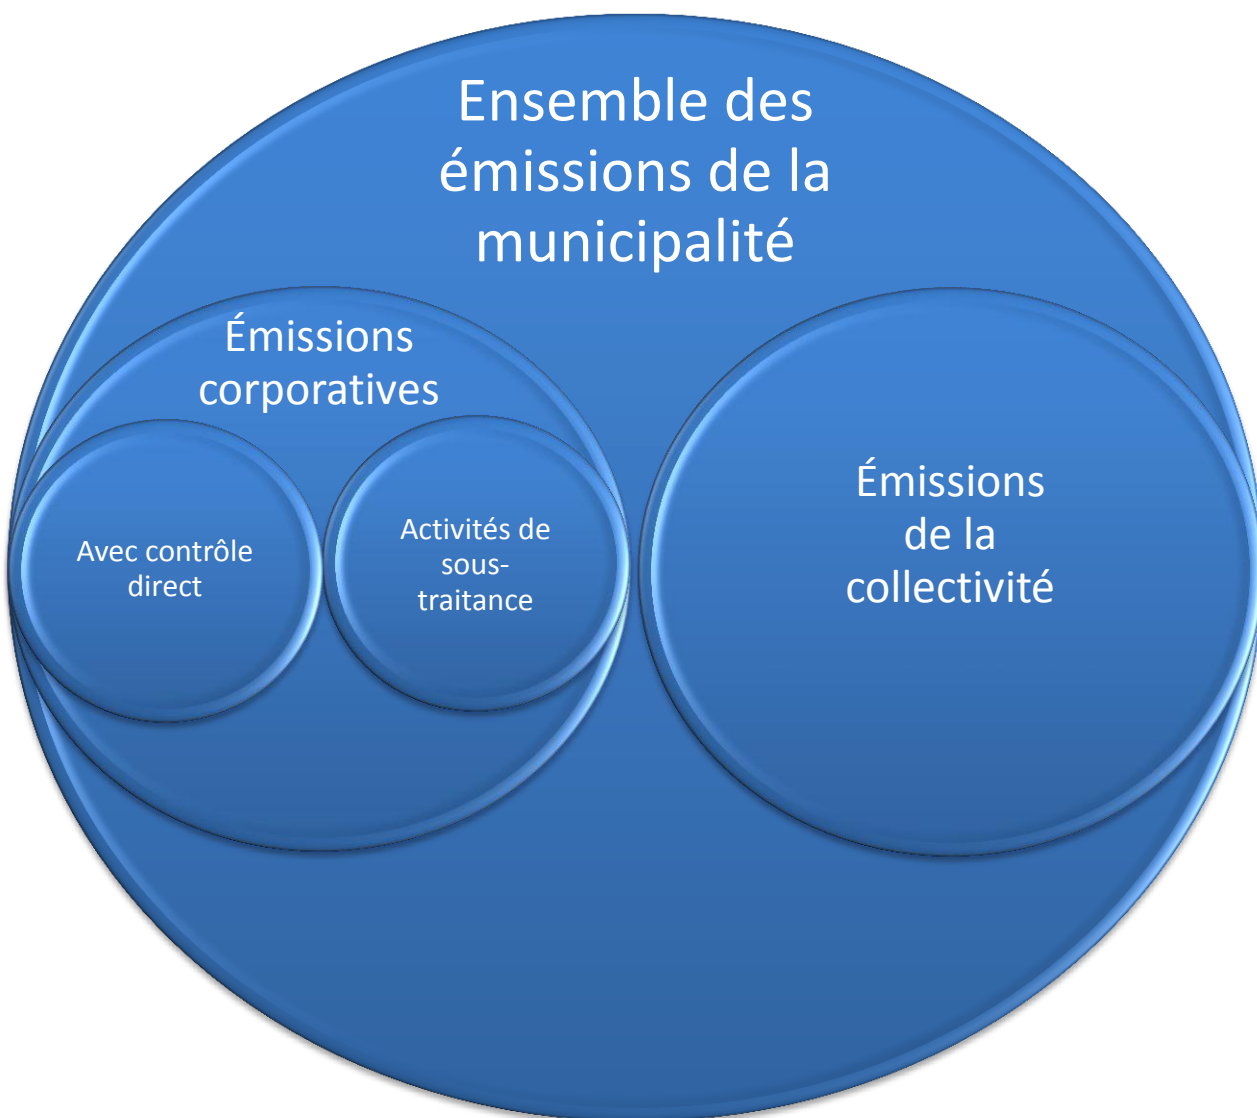 Ensemble des
émissions de la
municipalité
Émissions
corporatives
Avec contrôle
direct
Activités de
sous-
traitance
Émissions
de la
collectivité